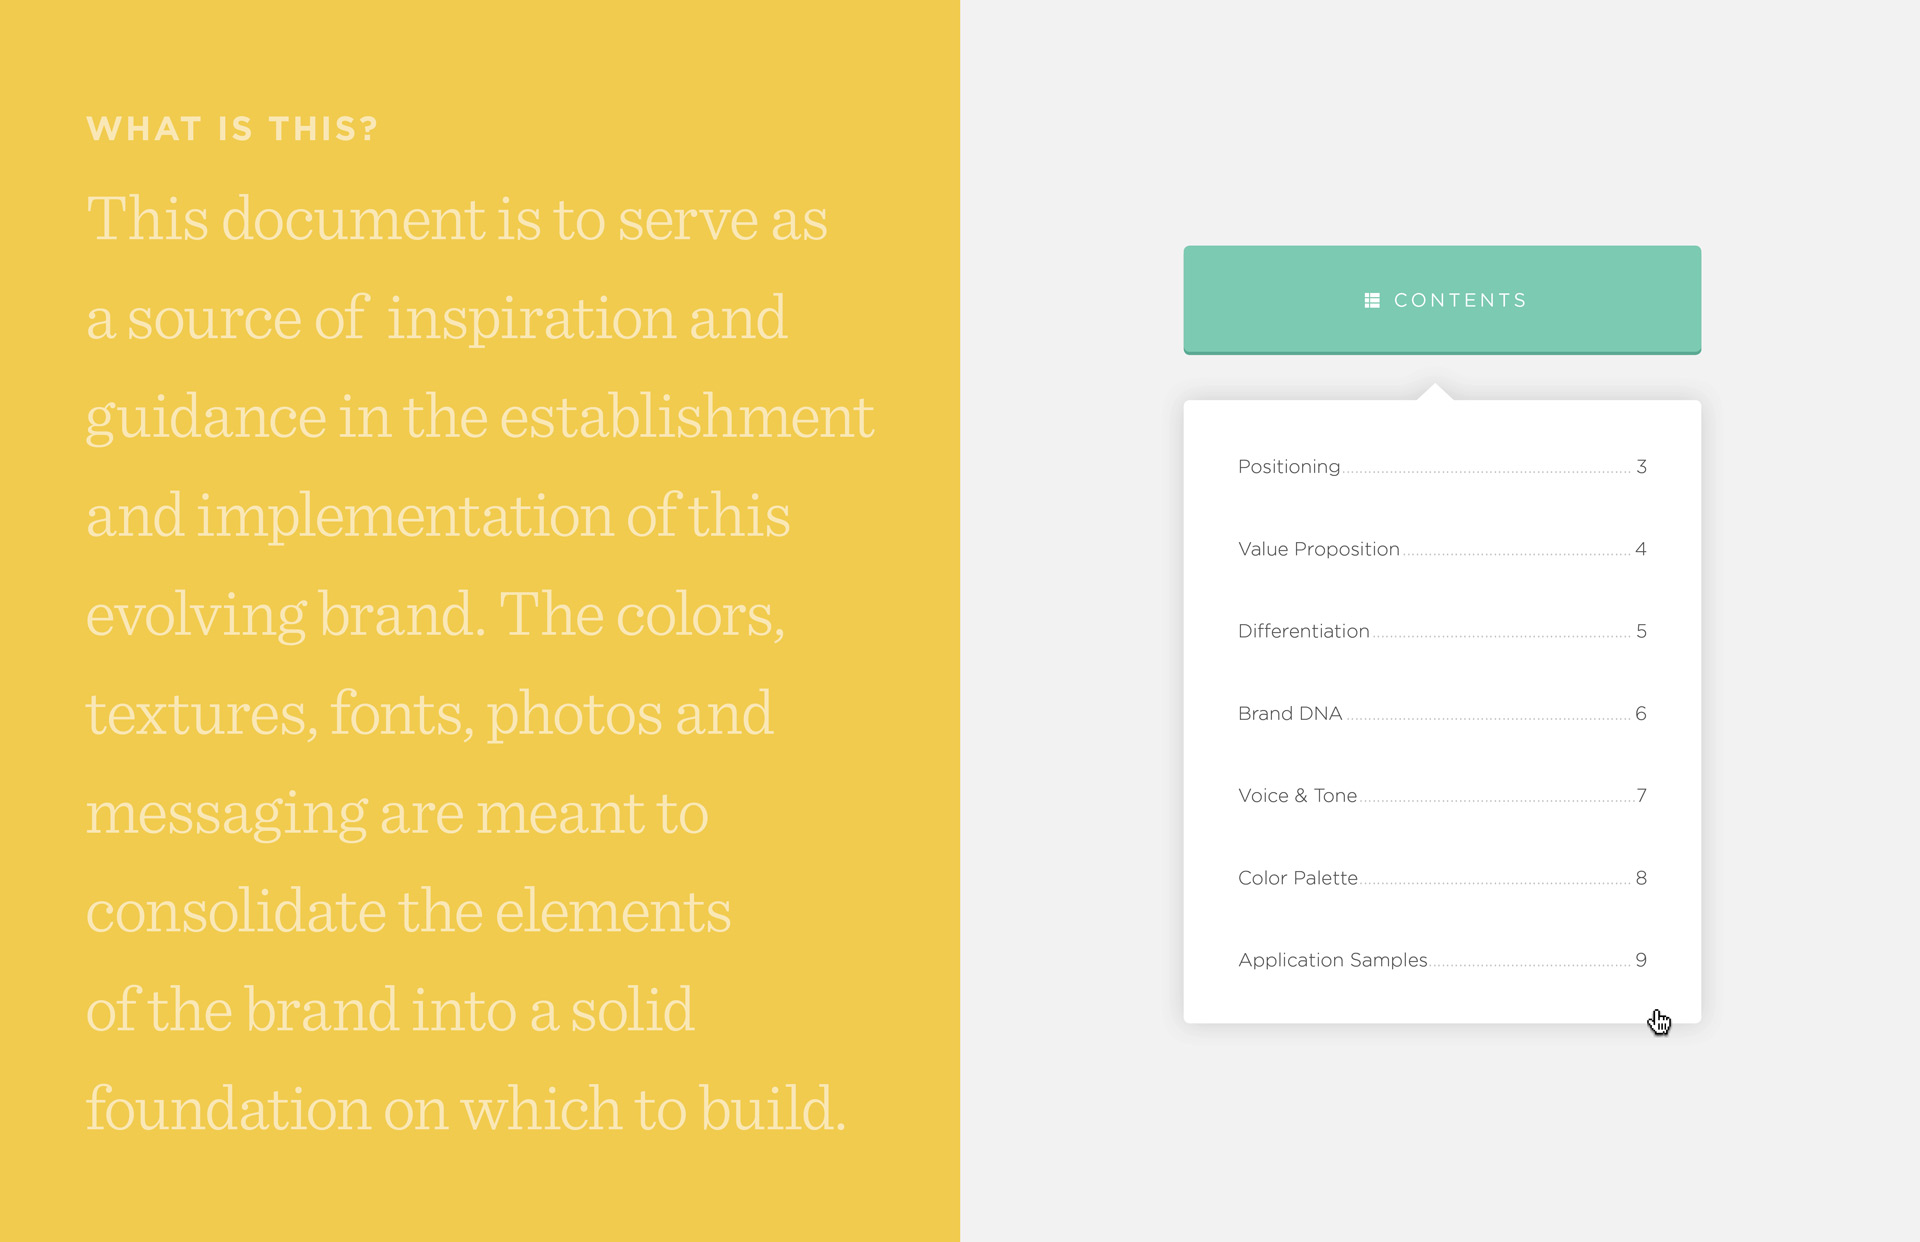 WHAT IS THIS?
This document is to serve as
a source of inspiration and
guidance in the establishment
and implementation of this
evolving brand. The colors,
textures, fonts, photos and
messaging are meant to
consolidate the elements
of the brand into a solid
foundation on which to build.
CONTENTS
Positioning 3
Value Proposition 4
Differentiation 5
Brand DNA 6
Voice & Tone 7
Color Palette 8
Application Samples 9